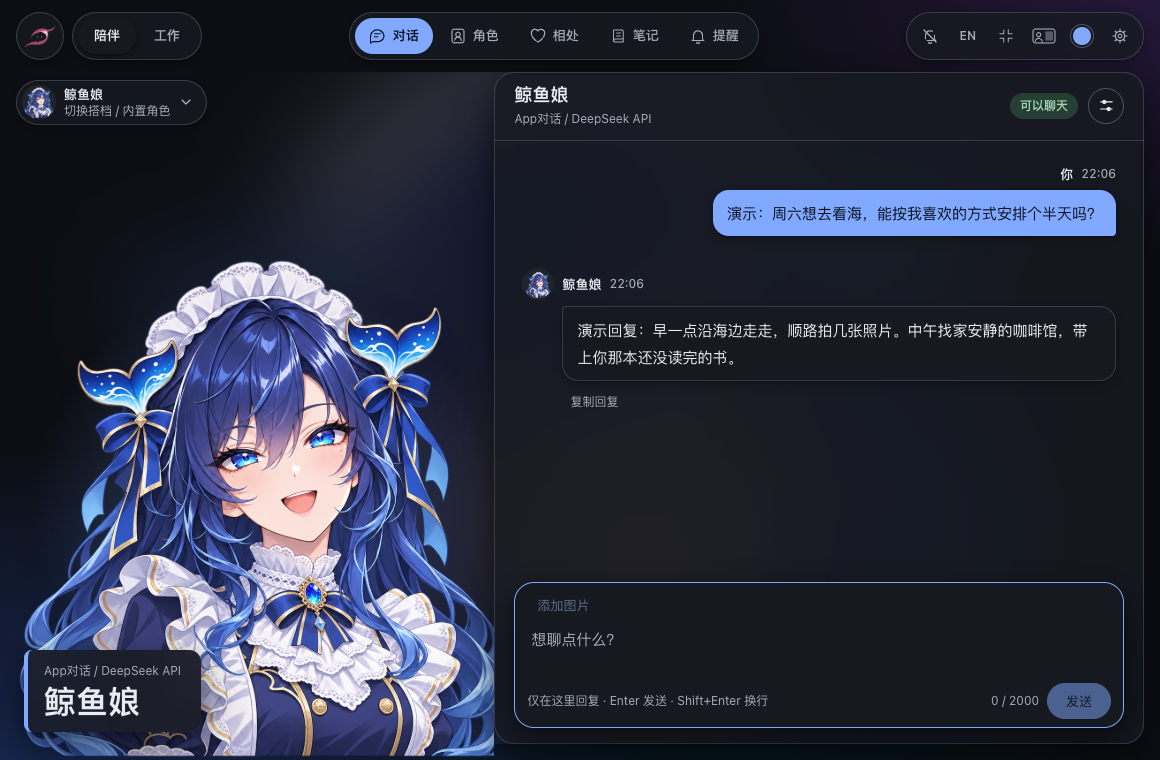 陪伴
工作
对话
角色
相处
笔记
提醒
EN
鲸鱼娘
切换搭档 / 内置角色
鲸鱼娘
App对话 / DeepSeek API
可以聊天
你 22:06
演示：周六想去看海，能按我喜欢的方式安排个半天吗？
鲸鱼娘 22:06
演示回复：早一点沿海边走走，顺路拍几张照片。中午找家安静的咖啡馆，带
上你那本还没读完的书。
复制回复
添加图片
想聊点什么？
仅在这里回复 · Enter 发送 · Shift+Enter 换行
0 / 2000
发送
App对话 / DeepSeek API
鲸鱼娘